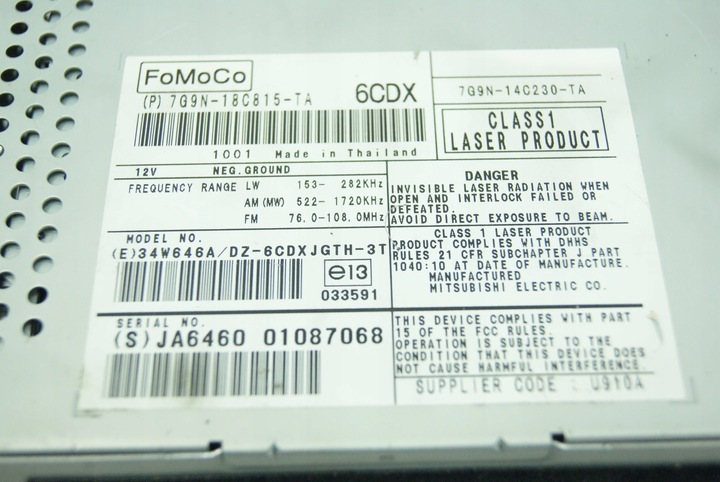 FoMoCo
(P) 7G9N-18C815-TA
6CDX
1001 Made in Thailand
7G9N-14C230-TA
CLASS1
LASER PRODUCT
12V NEG.GROUND
FREQUENCY RANGE LW 153- 282KHz
AM(MW) 522- 1720KHz
FM 76.0-108.0MHz
DANGER
INVISIBLE LASER RADIATION WHEN
OPEN AND INTERLOCK FAILED OR
DEFEATED.
AVOID DIRECT EXPOSURE TO BEAM.
MODEL NO.
(E)34W646A/DZ-6CDXJGTH-3T
e13
033591
CLASS 1 LASER PRODUCT
PRODUCT COMPLIES WITH DHHS
RULES 21 CFR SUBCHAPTER J PART
1040:10 AT DATE OF MANUFACTURE.
MANUFACTURED
MITSUBISHI ELECTRIC CO.
SERIAL NO.
(S)JA6460 01087068
THIS DEVICE COMPLIES WITH PART
15 OF THE FCC RULES.
OPERATION IS SUBJECT TO THE
CONDITION THAT THIS DEVICE DOES
NOT CAUSE HARMFUL INTERFERENCE.
SUPPLIER CODE : U910A